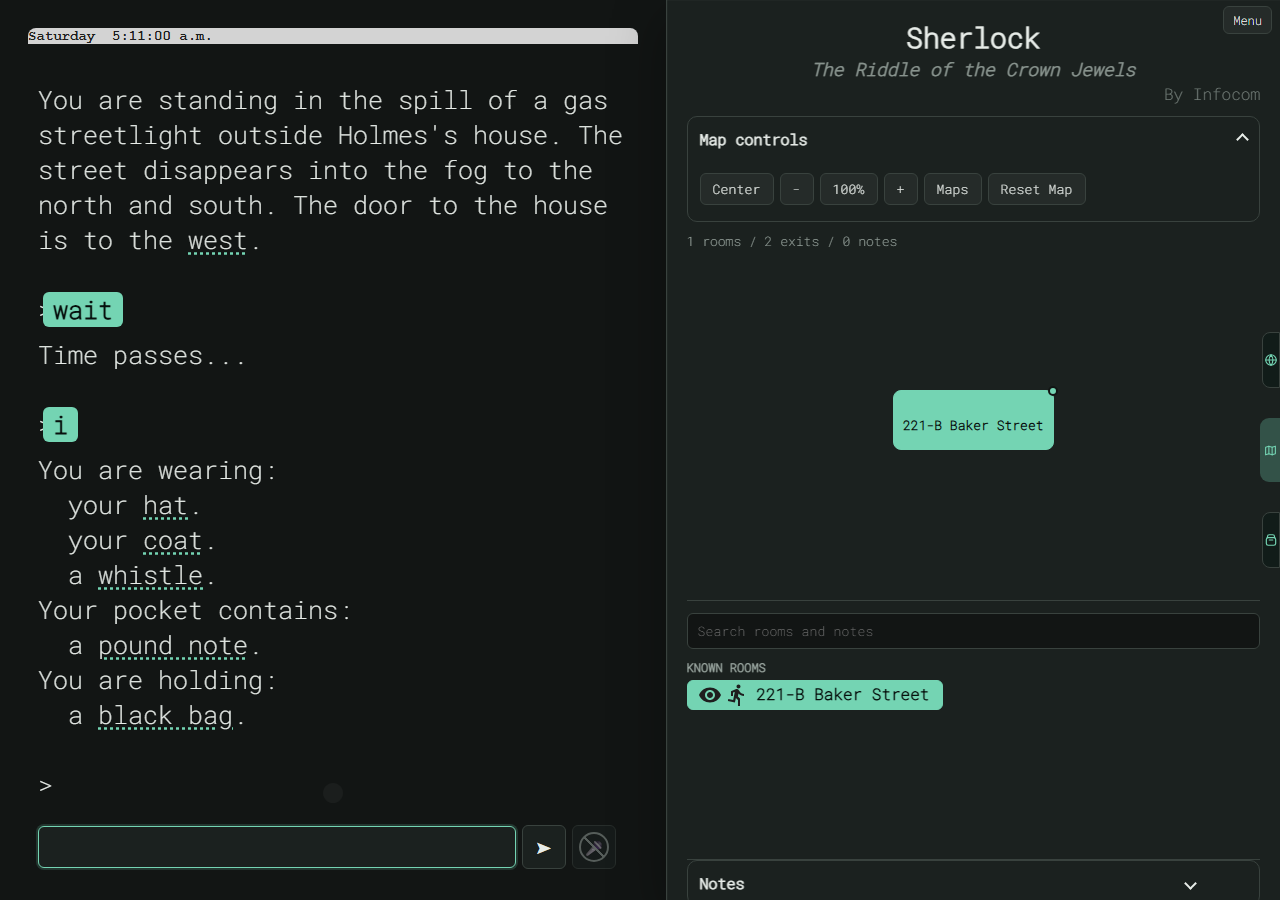 Saturday  5:11:00 a.m.
You are standing in the spill of a gas
streetlight outside Holmes's house. The
street disappears into the fog to the
north and south. The door to the house
is to the west.
>wait
Time passes...
>i
You are wearing:
  your hat.
  your coat.
  a whistle.
Your pocket contains:
  a pound note.
You are holding:
  a black bag.
>
Menu
Sherlock
The Riddle of the Crown Jewels
By Infocom
Map controls
Center - 100% + Maps Reset Map
1 rooms / 2 exits / 0 notes
221-B Baker Street
Search rooms and notes
KNOWN ROOMS
221-B Baker Street
Notes